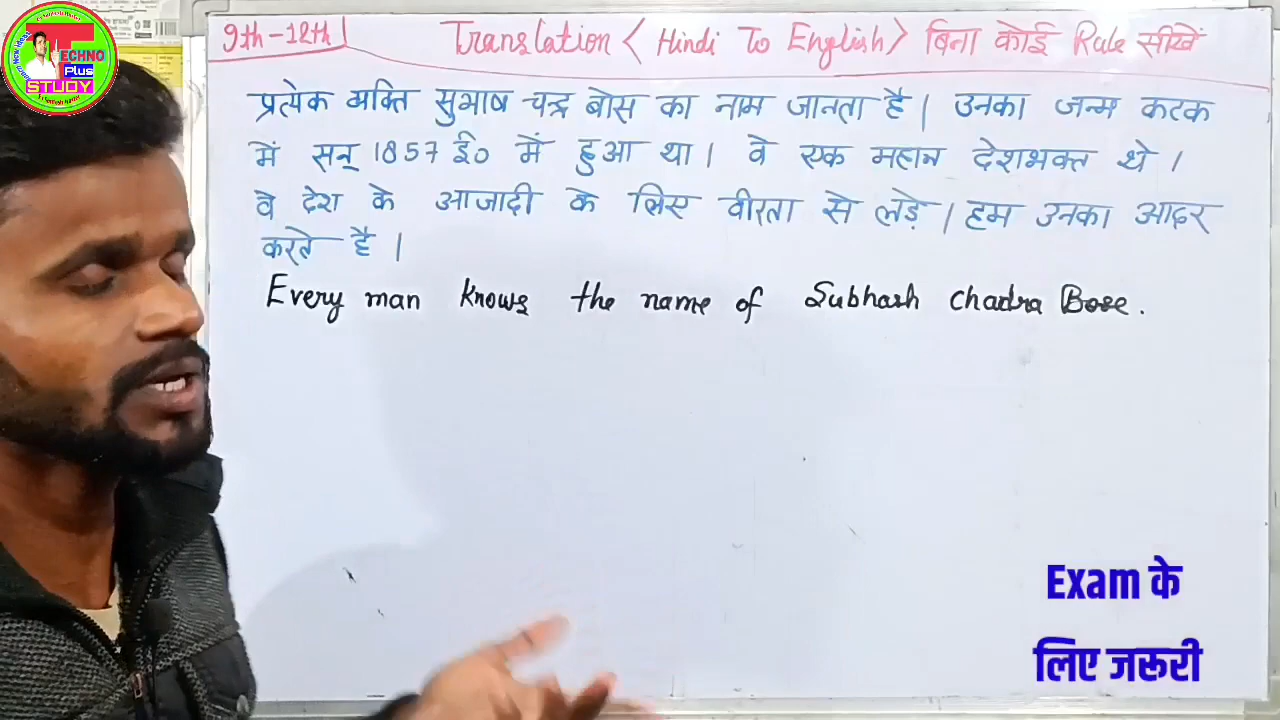 9th-12th
Translation < Hindi To English > बिना कोई Rule सीखें
TECHNO
Plus
STUDY
प्रत्येक व्यक्ति सुभाष चन्द्र बोस का नाम जानता है। उनका जन्म कटक
में सन् 1857 ई० में हुआ था। वे एक महान देशभक्त थे।
वे देश के आजादी के लिए वीरता से लड़े। हम उनका आदर
करते है।
Every man knows the name of Subhash chadra Bose.
Exam के
लिए जरूरी